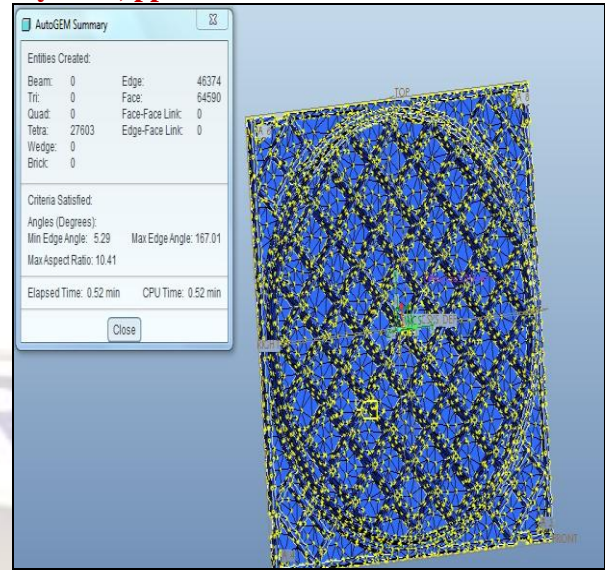 AutoGEM Summary
Entities Created:
Beam: 0 Edge: 46374
Tri: 0 Face: 64590
Quad: 0 Face-Face Link: 0
Tetra: 27603 Edge-Face Link: 0
Wedge: 0
Brick: 0
Criteria Satisfied:
Angles (Degrees):
Min Edge Angle: 5.29 Max Edge Angle: 167.01
Max Aspect Ratio: 10.41
Elapsed Time: 0.52 min CPU Time: 0.52 min
Close
TOP
RIGHT
FRONT